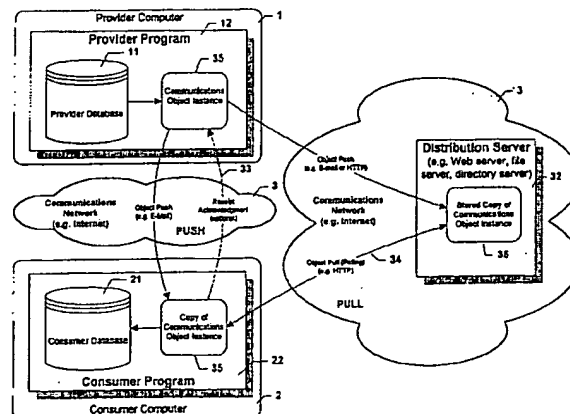 Provider Computer
1
Provider Program
12
11
35
Communications
Object Instance
Provider Database
33
3
Communications
Network
(e.g. Internet)
Object Push
(e.g. E-Mail)
Receipt
Acknowledgment
(optional)
PUSH
21
Consumer Database
Copy of
Communications
Object Instance
35
22
Consumer Program
2
Consumer Computer
3
Object Push
(e.g. E-mail or HTTP)
Communications
Network
(e.g. Internet)
Object Pull (Polling)
(e.g. HTTP)
34
PULL
Distribution Server
(e.g. Web server, file
server, directory server)
32
Stored Copy of
Communications
Object Instance
35